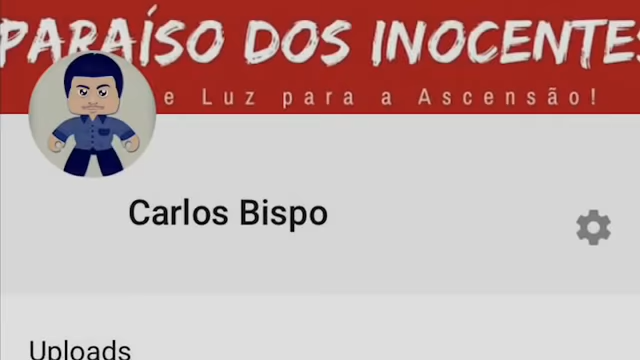 PARAÍSO DOS INOCENTES
e Luz para a Ascensão!
Carlos Bispo
Uploads